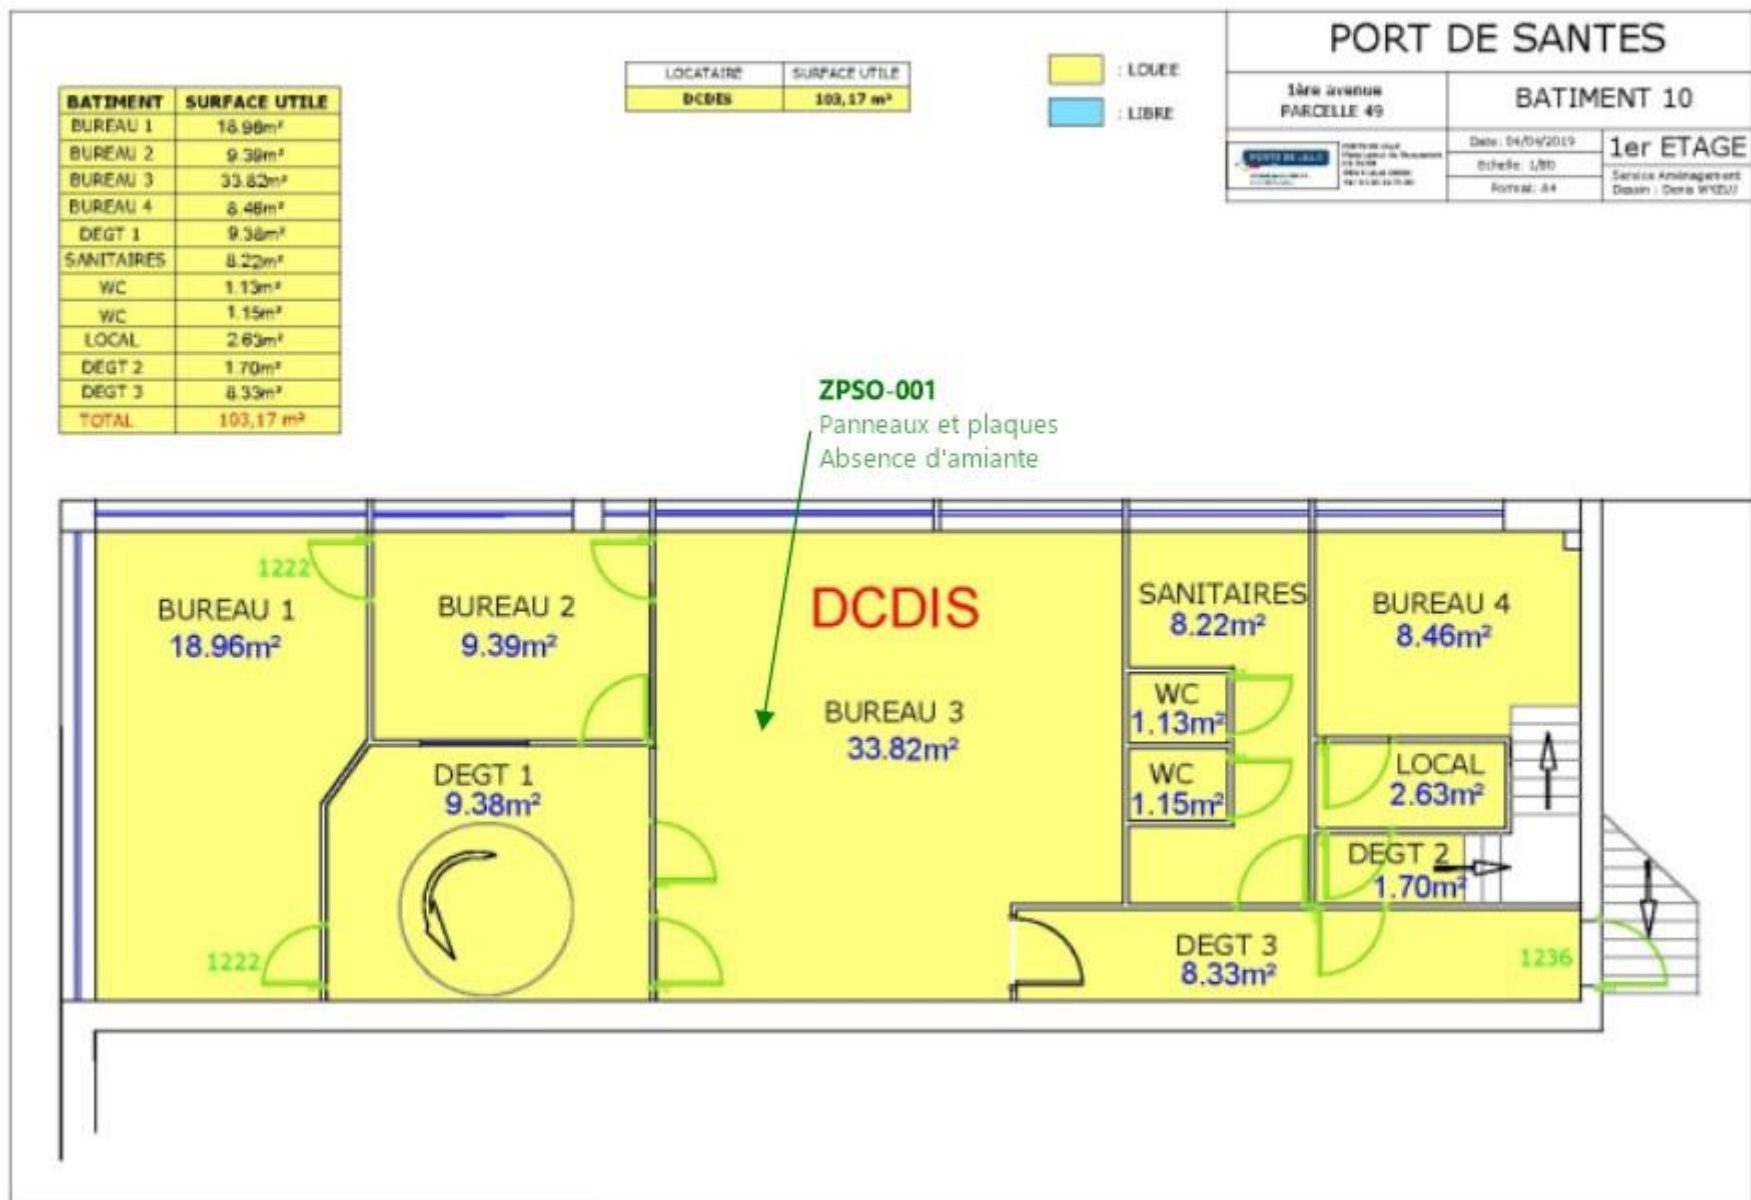 PORT DE SANTES
1ère avenue
PARCELLE 49
BATIMENT 10
Date: 04/04/2019
Echelle: 1/80
Format: A4
1er ETAGE
Service Aménagement
Dessin : Denis
LOCATAIRE SURFACE UTILE
DCDIS 103,17 m²
: LOUEE
: LIBRE
BATIMENT SURFACE UTILE
BUREAU 1 18.96m²
BUREAU 2 9.39m²
BUREAU 3 33.82m²
BUREAU 4 8.46m²
DEGT 1 9.38m²
SANITAIRES 8.22m²
WC 1.13m²
WC 1.15m²
LOCAL 2.63m²
DEGT 2 1.70m²
DEGT 3 8.33m²
TOTAL 103,17 m²
ZPSO-001
Panneaux et plaques
Absence d'amiante
1222
BUREAU 1
18.96m²
BUREAU 2
9.39m²
DCDIS
BUREAU 3
33.82m²
SANITAIRES
8.22m²
BUREAU 4
8.46m²
WC
1.13m²
WC
1.15m²
LOCAL
2.63m²
DEGT 1
9.38m²
DEGT 2
1.70m²
1222
DEGT 3
8.33m²
1236